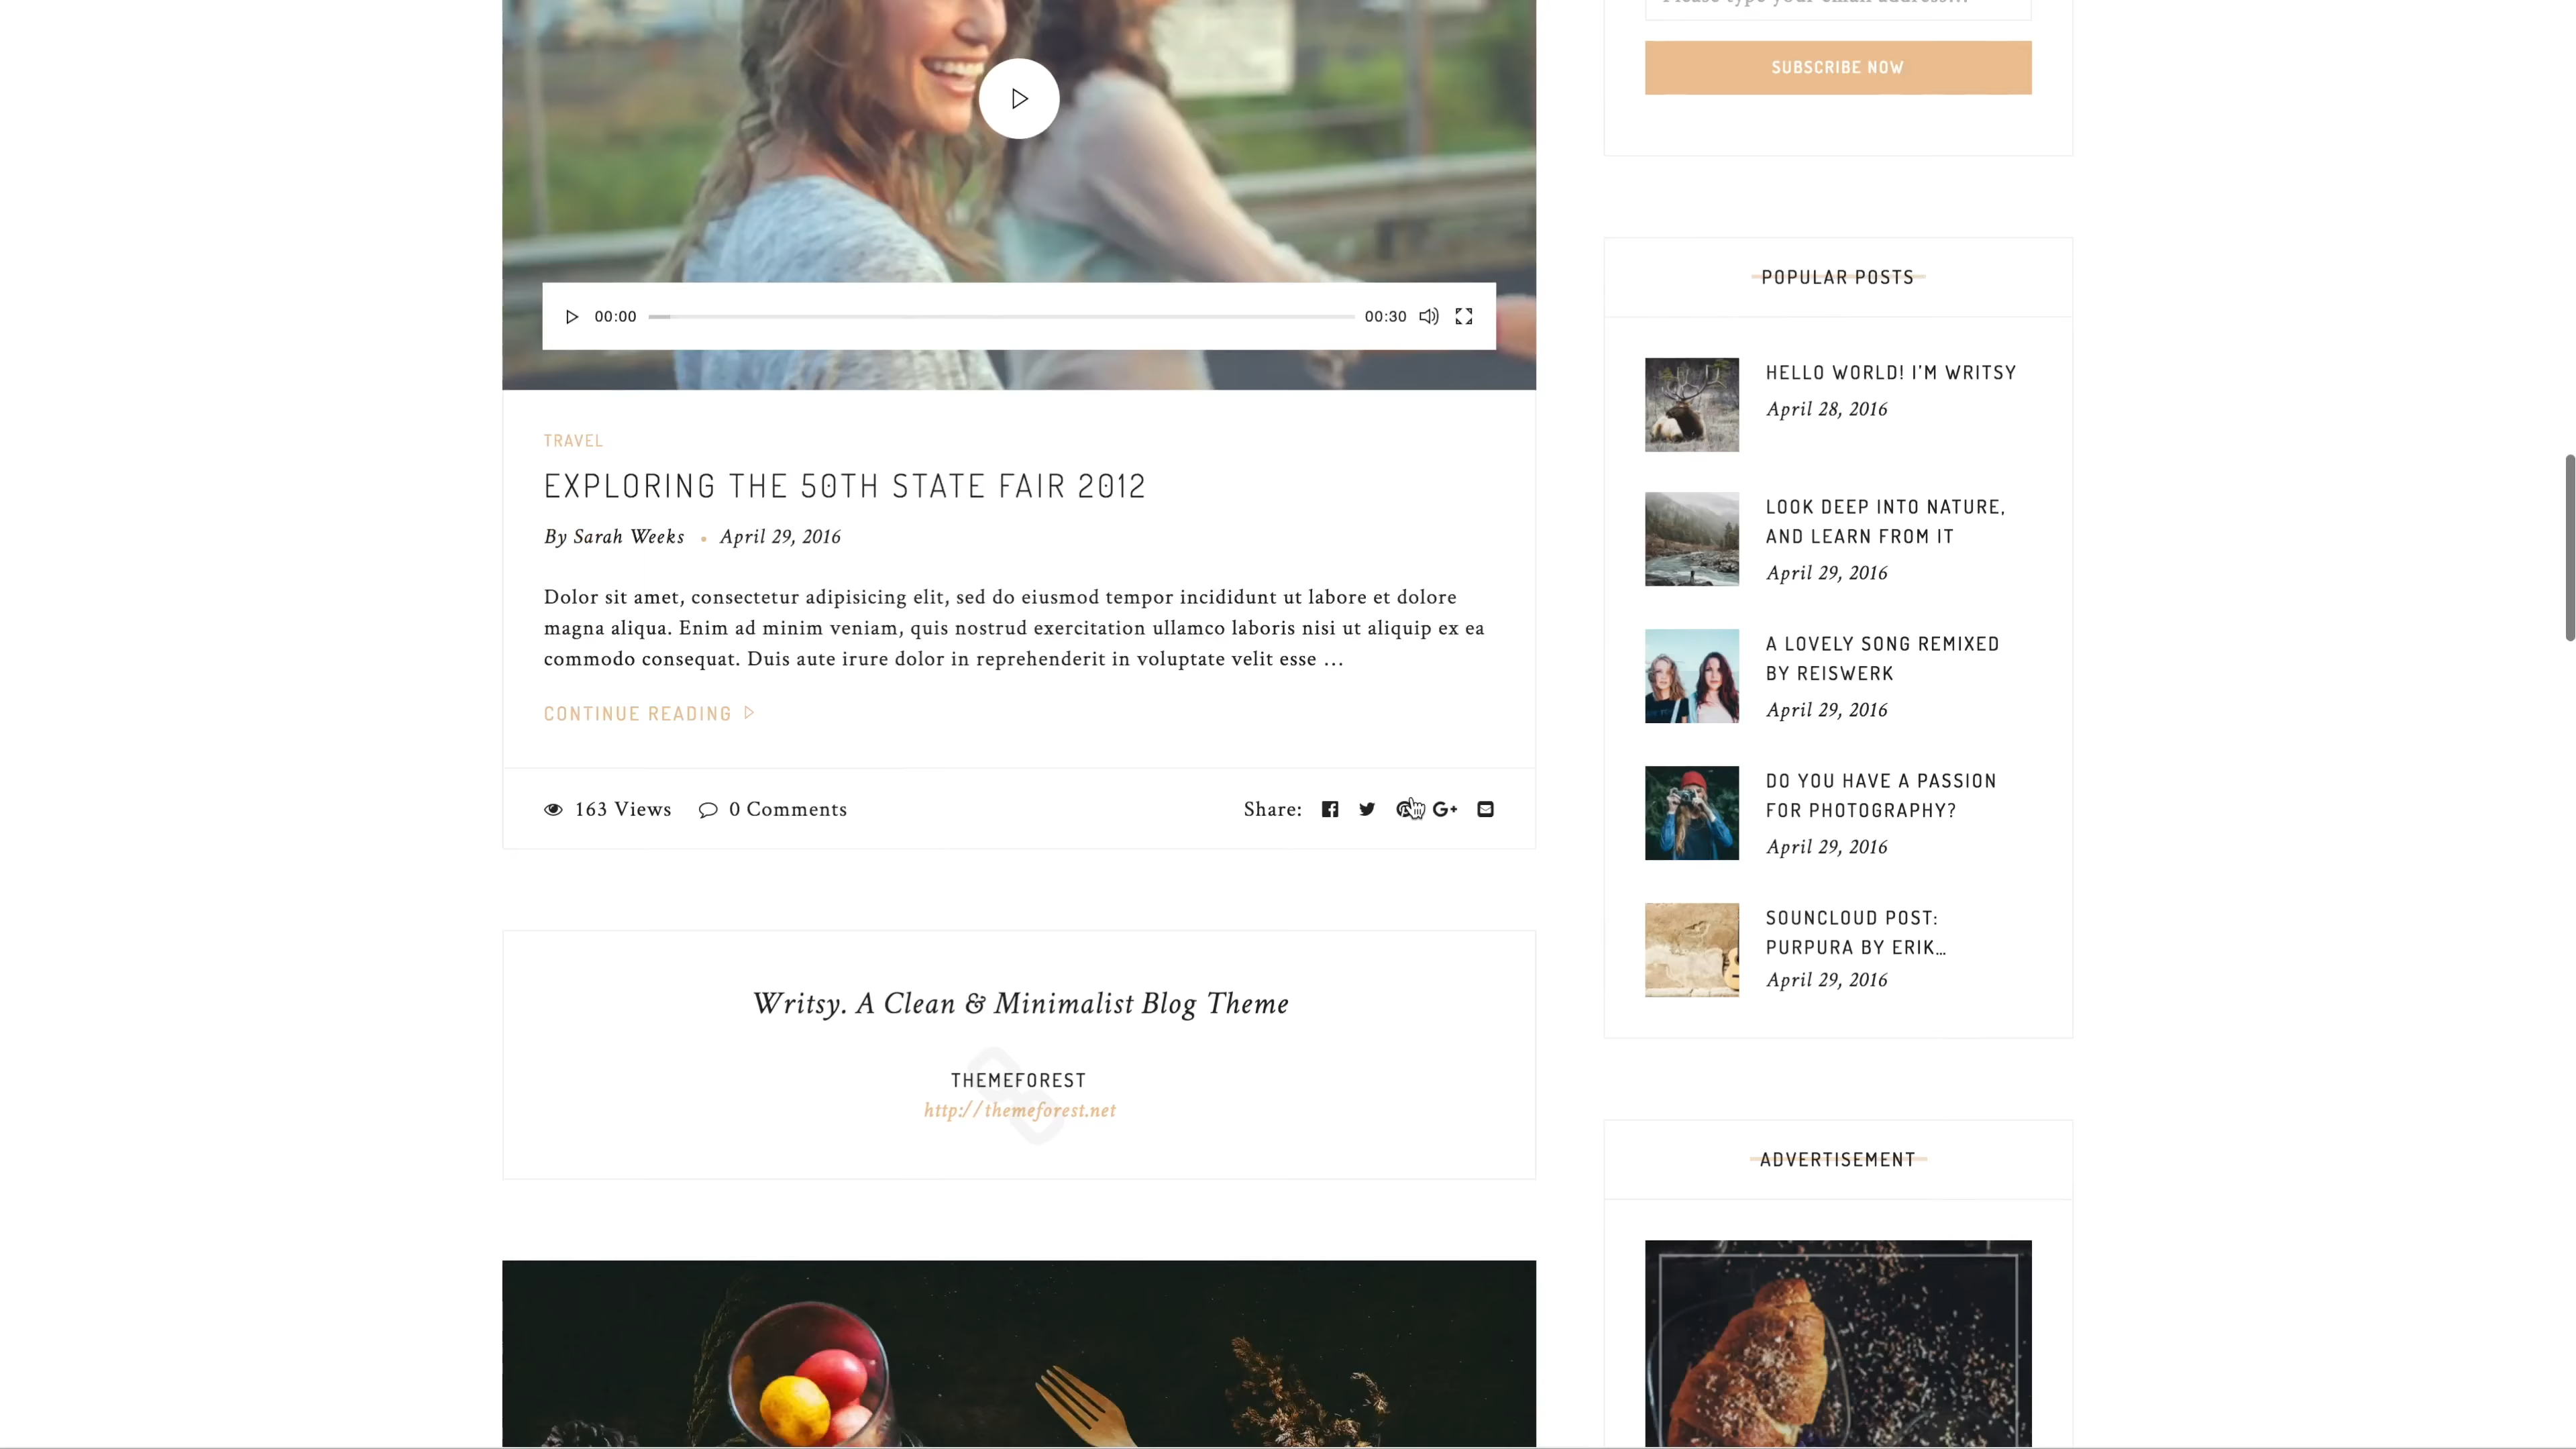 SUBSCRIBE NOW
00:00
00:30
TRAVEL
EXPLORING THE 50TH STATE FAIR 2012
By Sarah Weeks • April 29, 2016
Dolor sit amet, consectetur adipisicing elit, sed do eiusmod tempor incididunt ut labore et dolore
magna aliqua. Enim ad minim veniam, quis nostrud exercitation ullamco laboris nisi ut aliquip ex ea
commodo consequat. Duis aute irure dolor in reprehenderit in voluptate velit esse ...
CONTINUE READING
163 Views 0 Comments
Share:
G+
Writsy. A Clean & Minimalist Blog Theme
THEMEFOREST
http://themeforest.net
POPULAR POSTS
HELLO WORLD! I'M WRITSY
April 28, 2016
LOOK DEEP INTO NATURE,
AND LEARN FROM IT
April 29, 2016
A LOVELY SONG REMIXED
BY REISWERK
April 29, 2016
DO YOU HAVE A PASSION
FOR PHOTOGRAPHY?
April 29, 2016
SOUNCLOUD POST:
PURPURA BY ERIK...
April 29, 2016
ADVERTISEMENT